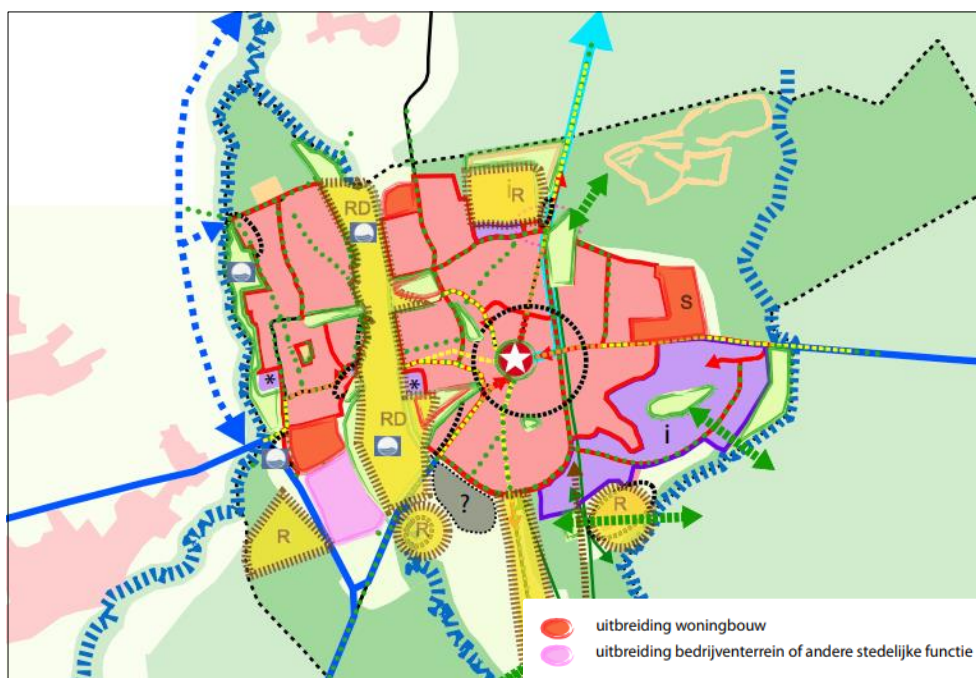 RD
i R
S
*
*
RD
i
?
R
R
R
uitbreiding woningbouw
uitbreiding bedrijventerrein of andere stedelijke functie